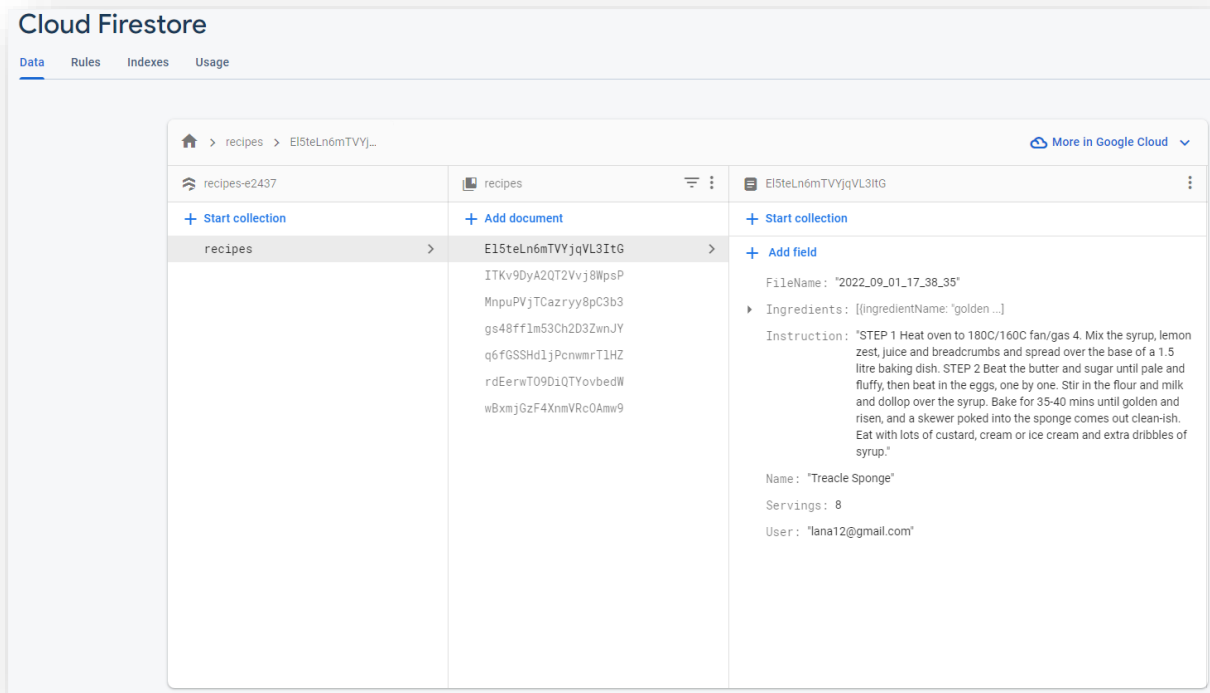 Cloud Firestore
Data Rules Indexes Usage
recipes El5teLn6mTVYj...
More in Google Cloud
recipes-e2437
recipes
El5teLn6mTVYjqVL3ItG
Start collection
Add document
Start collection
recipes
El5teLn6mTVYjqVL3ItG
ITKv9DyA2QT2Vvj8WpsP
MnpuPVjTCazryy8pC3b3
gs48fflm53Ch2D3ZwnJY
q6fGSSHdljPcnwmrTlHZ
rdEerwTO9DiQTYovbedW
wBxmjGzF4XnmVRcOAmw9
Add field
FileName: "2022_09_01_17_38_35"
Ingredients: [{ingredientName: "golden ...]
Instruction: "STEP 1 Heat oven to 180C/160C fan/gas 4. Mix the syrup, lemon
zest, juice and breadcrumbs and spread over the base of a 1.5
litre baking dish. STEP 2 Beat the butter and sugar until pale and
fluffy, then beat in the eggs, one by one. Stir in the flour and milk
and dollop over the syrup. Bake for 35-40 mins until golden and
risen, and a skewer poked into the sponge comes out clean-ish.
Eat with lots of custard, cream or ice cream and extra dribbles of
syrup."
Name: "Treacle Sponge"
Servings: 8
User: "lana12@gmail.com"